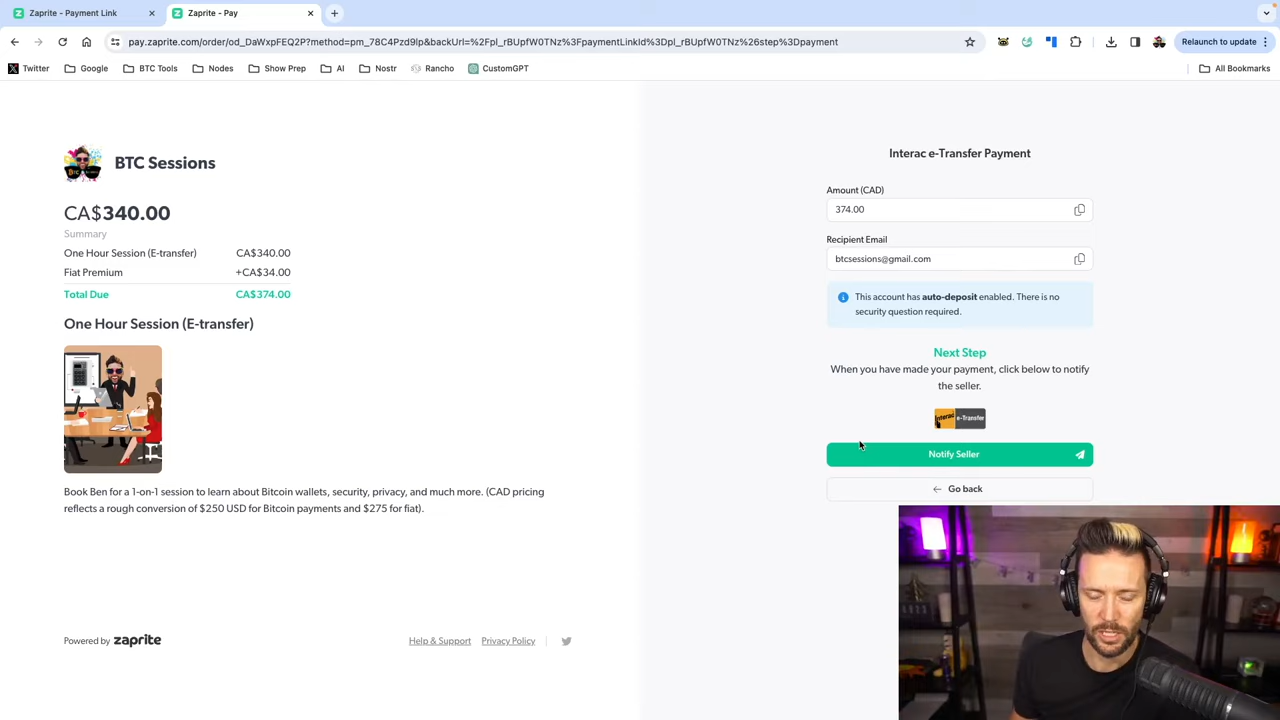 Zaprite - Payment Link
Zaprite - Pay
pay.zaprite.com/order/od_DaWxpFEQ2P?method=pm_78C4Pzd9lp&backUrl=%2Fpl_rBUpfW0TNz%3FpaymentLinkId%3Dpl_rBUpfW0TNz%26step%3Dpayment
Relaunch to update
Twitter
Google
BTC Tools
Nodes
Show Prep
AI
Nostr
Rancho
CustomGPT
All Bookmarks
BTC Sessions
CA$340.00
Summary
One Hour Session (E-transfer) CA$340.00
Fiat Premium +CA$34.00
Total Due CA$374.00
One Hour Session (E-transfer)
Book Ben for a 1-on-1 session to learn about Bitcoin wallets, security, privacy, and much more. (CAD pricing
reflects a rough conversion of $250 USD for Bitcoin payments and $275 for fiat).
Powered by zaprite
Help & Support
Privacy Policy
Interac e-Transfer Payment
Amount (CAD)
374.00
Recipient Email
btcsessions@gmail.com
This account has auto-deposit enabled. There is no
security question required.
Next Step
When you have made your payment, click below to notify
the seller.
Interac e-Transfer
Notify Seller
Go back